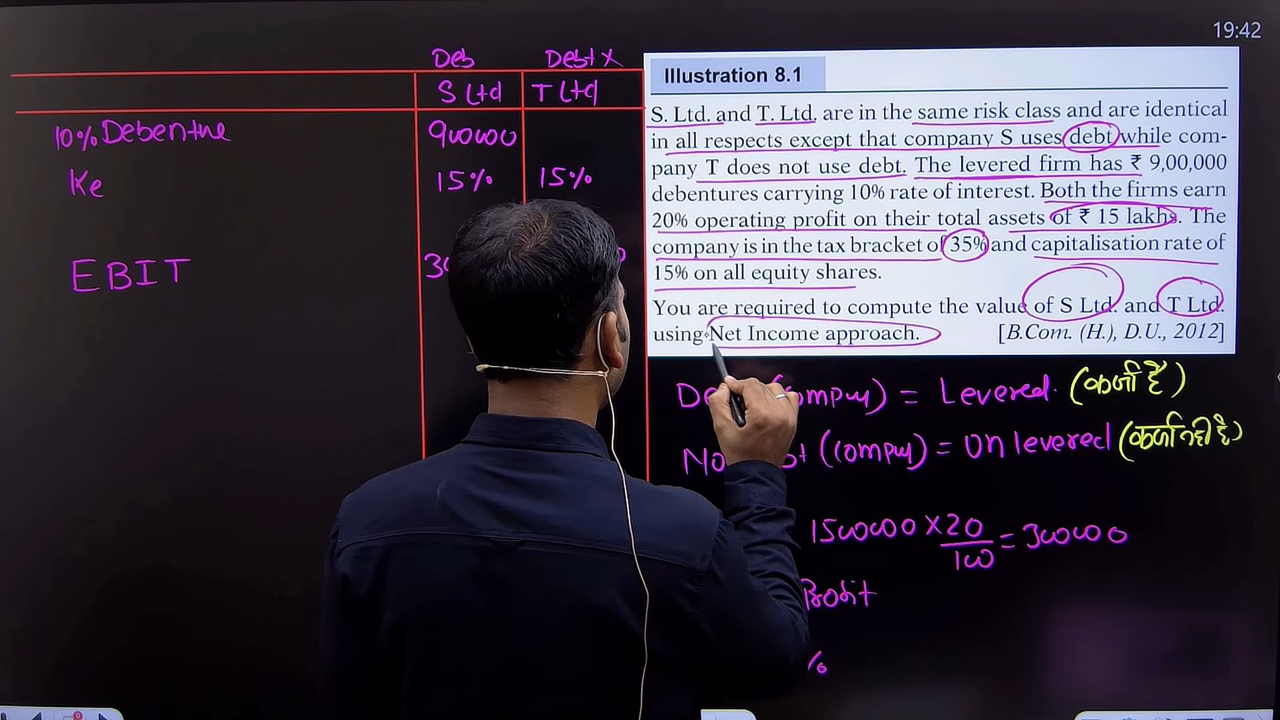 19:42
Deb Debt X
S Ltd T Ltd
10% Debenture 900000
Ke 15% 15%
EBIT
Illustration 8.1
S. Ltd. and T. Ltd. are in the same risk class and are identical
in all respects except that company S uses debt while com-
pany T does not use debt. The levered firm has ₹ 9,00,000
debentures carrying 10% rate of interest. Both the firms earn
20% operating profit on their total assets of ₹ 15 lakhs. The
company is in the tax bracket of 35% and capitalisation rate of
15% on all equity shares.
You are required to compute the value of S Ltd. and T Ltd.
using Net Income approach. [B.Com. (H.), D.U., 2012]
= Levered (कर्जा है)
= Unlevered (कर्जा नही है)
1500000 × 20/100 = 300000
Profit
%